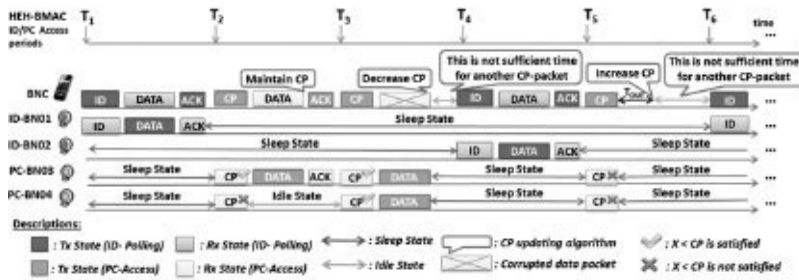 HEH-BMAC
ID/PC Access
periods
T1 T2 T3 T4 T5 T6 time
...
Maintain CP
Decrease CP
This is not sufficient time
for another CP-packet
Increase CP
This is not sufficient time
for another CP-packet
BNC ID DATA ACK CP DATA ACK CP ID DATA ACK CP ID ...
ID-BN01 ID DATA ACK Sleep State ID ...
ID-BN02 Sleep State ID DATA ACK Sleep State ...
PC-BN03 Sleep State CP DATA ACK CP DATA Sleep State CP Sleep State ...
PC-BN04 Sleep State CP Idle State CP DATA Sleep State CP Sleep State ...
Descriptions:
: Tx State (ID- Polling) : Rx State (ID- Polling) : Sleep State : CP updating algorithm : X < CP is satisfied
: Tx State (PC-Access) : Rx State (PC-Access) : Idle State : Corrupted data packet : X < CP is not satisfied